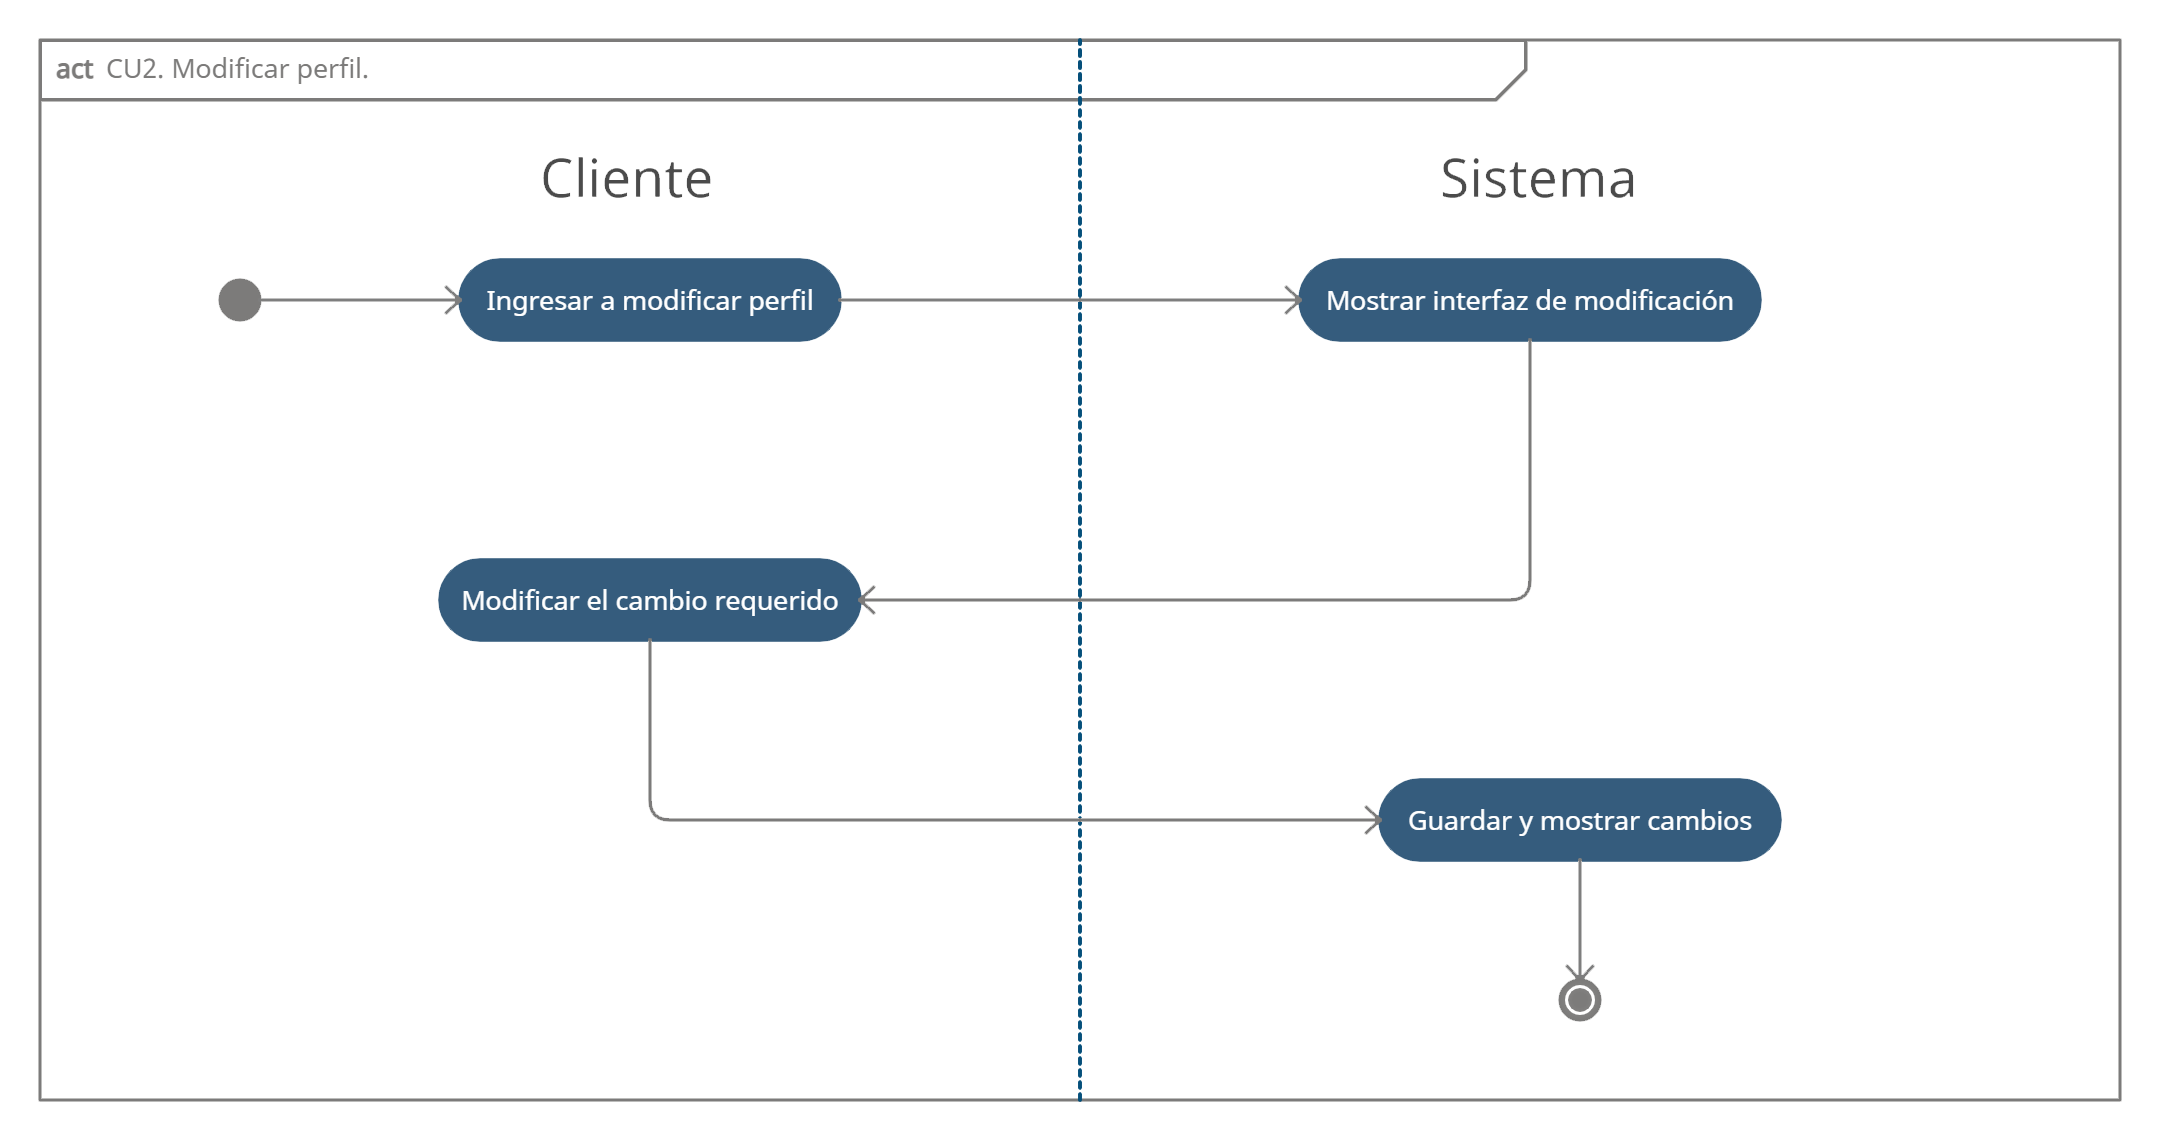 act CU2. Modificar perfil.
Cliente
Sistema
Ingresar a modificar perfil
Mostrar interfaz de modificación
Modificar el cambio requerido
Guardar y mostrar cambios